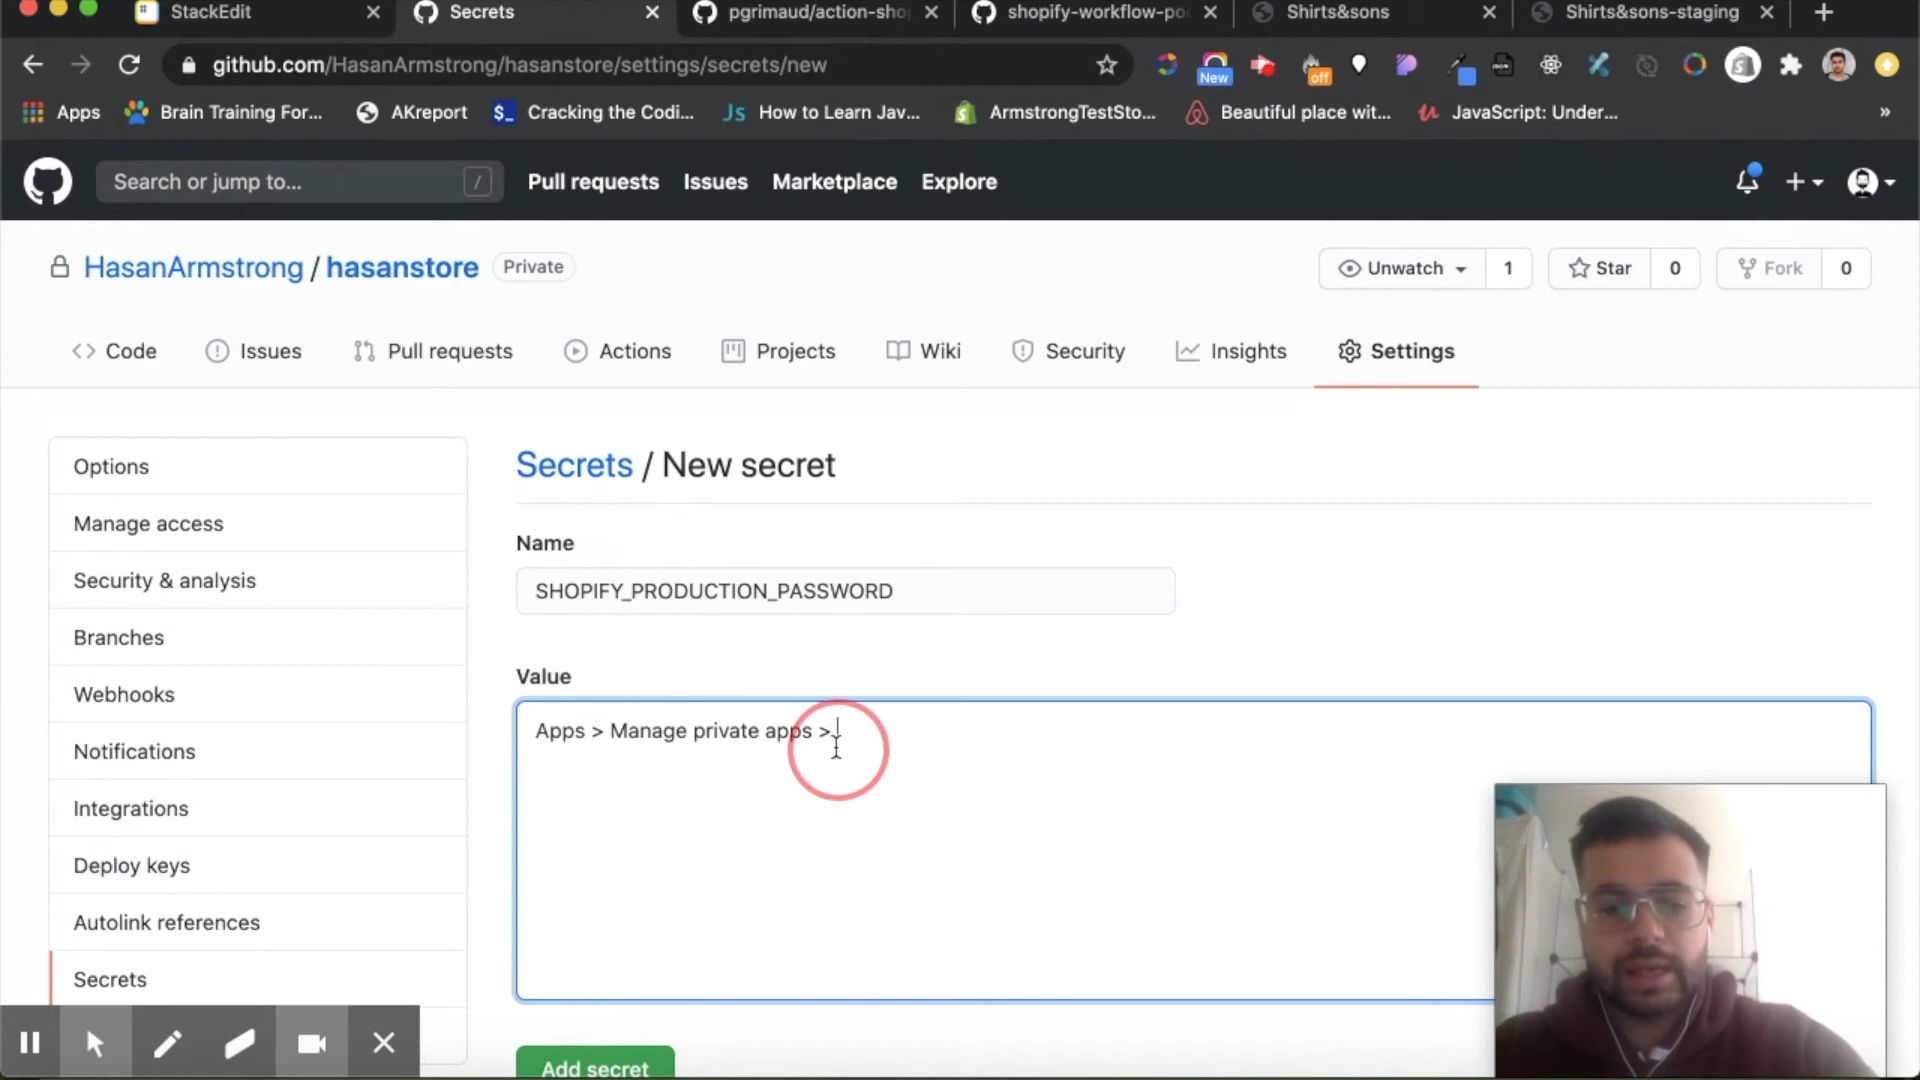 StackEdit
Secrets
pgrimaud/action-sho
shopify-workflow-po
Shirts&sons
Shirts&sons-staging
github.com/HasanArmstrong/hasanstore/settings/secrets/new
New
off
Apps
Brain Training For...
AKreport
$_
Cracking the Codi...
Js
How to Learn Jav...
ArmstrongTestSto...
Beautiful place wit...
JavaScript: Under...
»
Search or jump to...
/
Pull requests
Issues
Marketplace
Explore
HasanArmstrong / hasanstore
Private
Unwatch
1
Star
0
Fork
0
Code
Issues
Pull requests
Actions
Projects
Wiki
Security
Insights
Settings
Options
Manage access
Security & analysis
Branches
Webhooks
Notifications
Integrations
Deploy keys
Autolink references
Secrets
Secrets / New secret
Name
SHOPIFY_PRODUCTION_PASSWORD
Value
Apps > Manage private apps >
Add secret